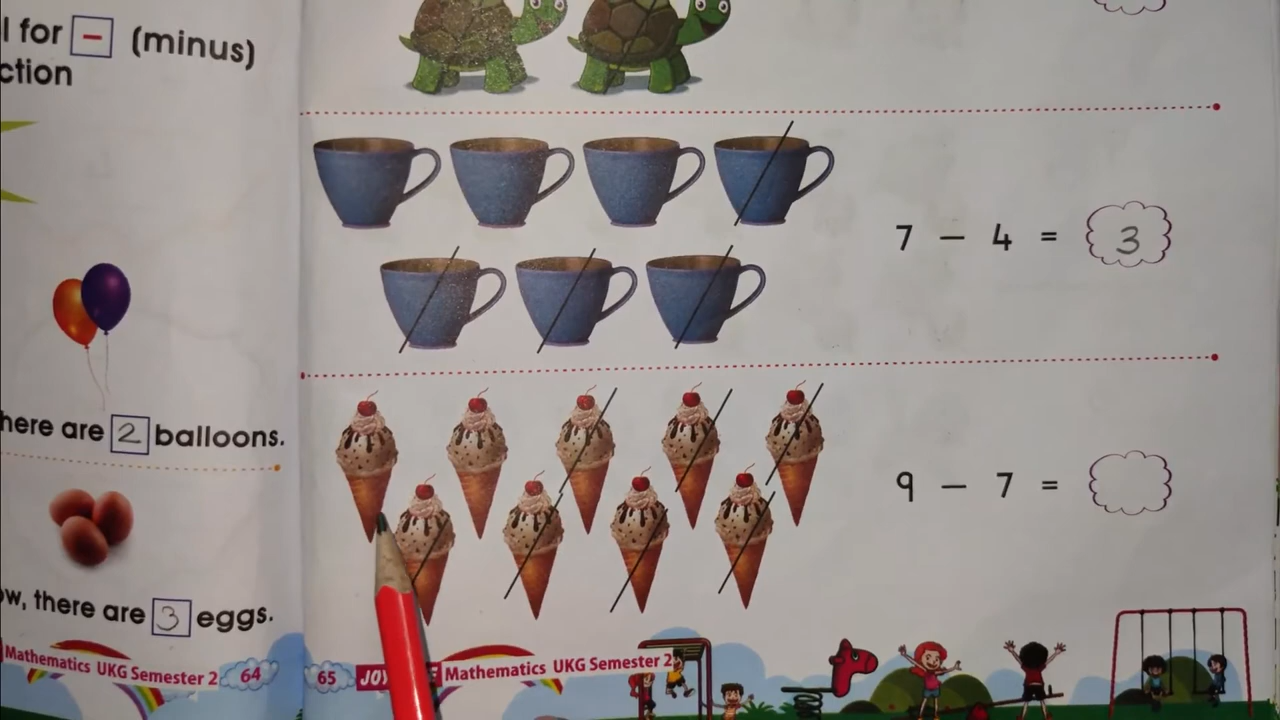 l for - (minus)
ction
here are 2 balloons.
ow, there are 3 eggs.
Mathematics UKG Semester 2 64
7 - 4 = 3
9 - 7 =
65 JOY Mathematics UKG Semester 2